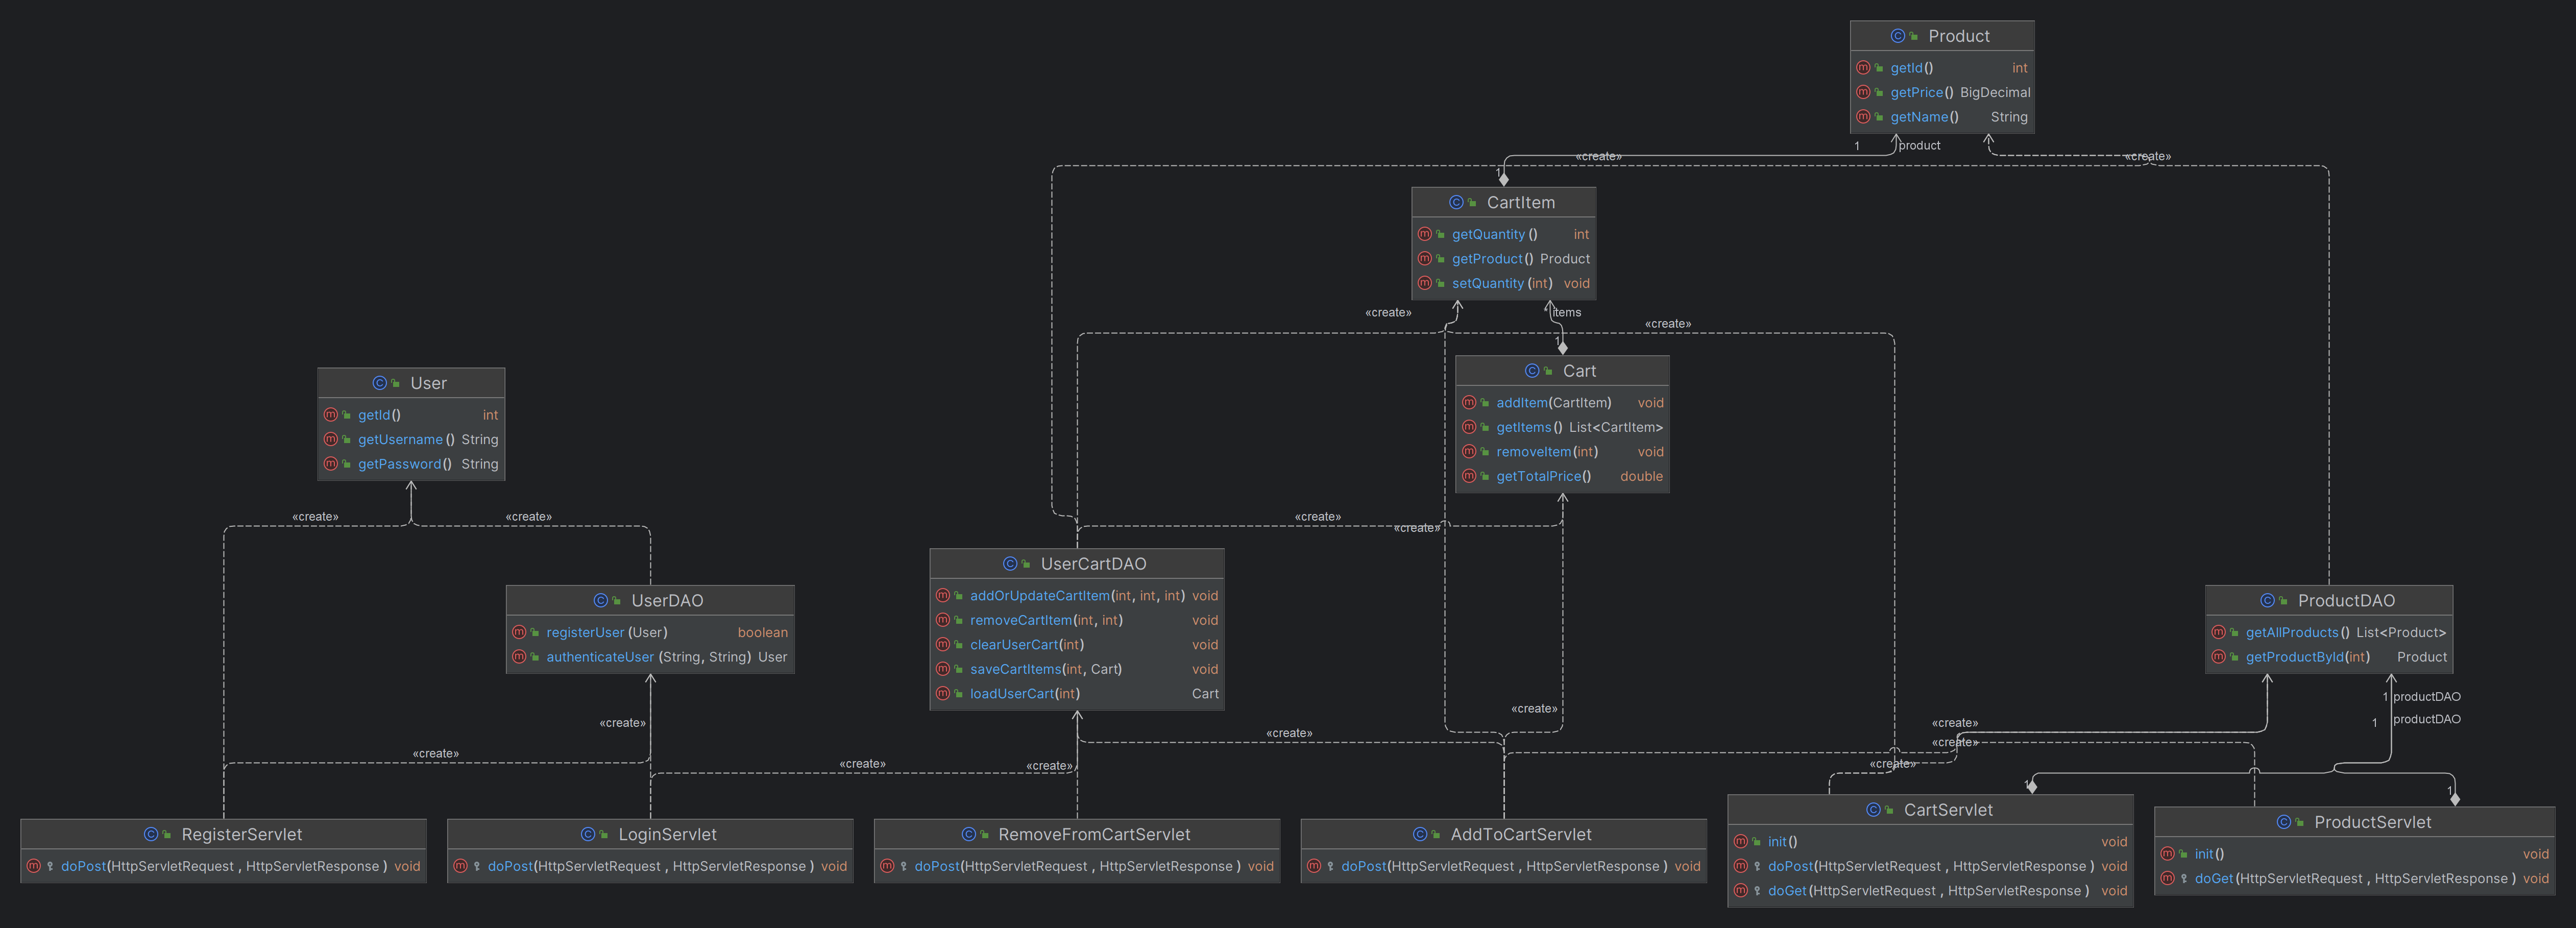 Product
getId() int
getPrice() BigDecimal
getName() String
1 product
«create»
«create»
1
CartItem
getQuantity() int
getProduct() Product
setQuantity(int) void
«create»
* items
«create»
1
Cart
addItem(CartItem) void
getItems() List<CartItem>
removeItem(int) void
getTotalPrice() double
User
getId() int
getUsername() String
getPassword() String
«create»
«create»
«create»
«create»
UserCartDAO
addOrUpdateCartItem(int, int, int) void
removeCartItem(int, int) void
clearUserCart(int) void
saveCartItems(int, Cart) void
loadUserCart(int) Cart
UserDAO
registerUser(User) boolean
authenticateUser(String, String) User
ProductDAO
getAllProducts() List<Product>
getProductById(int) Product
1 productDAO
1 productDAO
«create»
«create»
«create»
«create»
«create»
«create»
«create»
«create»
«create»
1
1
RegisterServlet
doPost(HttpServletRequest, HttpServletResponse) void
LoginServlet
doPost(HttpServletRequest, HttpServletResponse) void
RemoveFromCartServlet
doPost(HttpServletRequest, HttpServletResponse) void
AddToCartServlet
doPost(HttpServletRequest, HttpServletResponse) void
CartServlet
init() void
doPost(HttpServletRequest, HttpServletResponse) void
doGet(HttpServletRequest, HttpServletResponse) void
ProductServlet
init() void
doGet(HttpServletRequest, HttpServletResponse) void